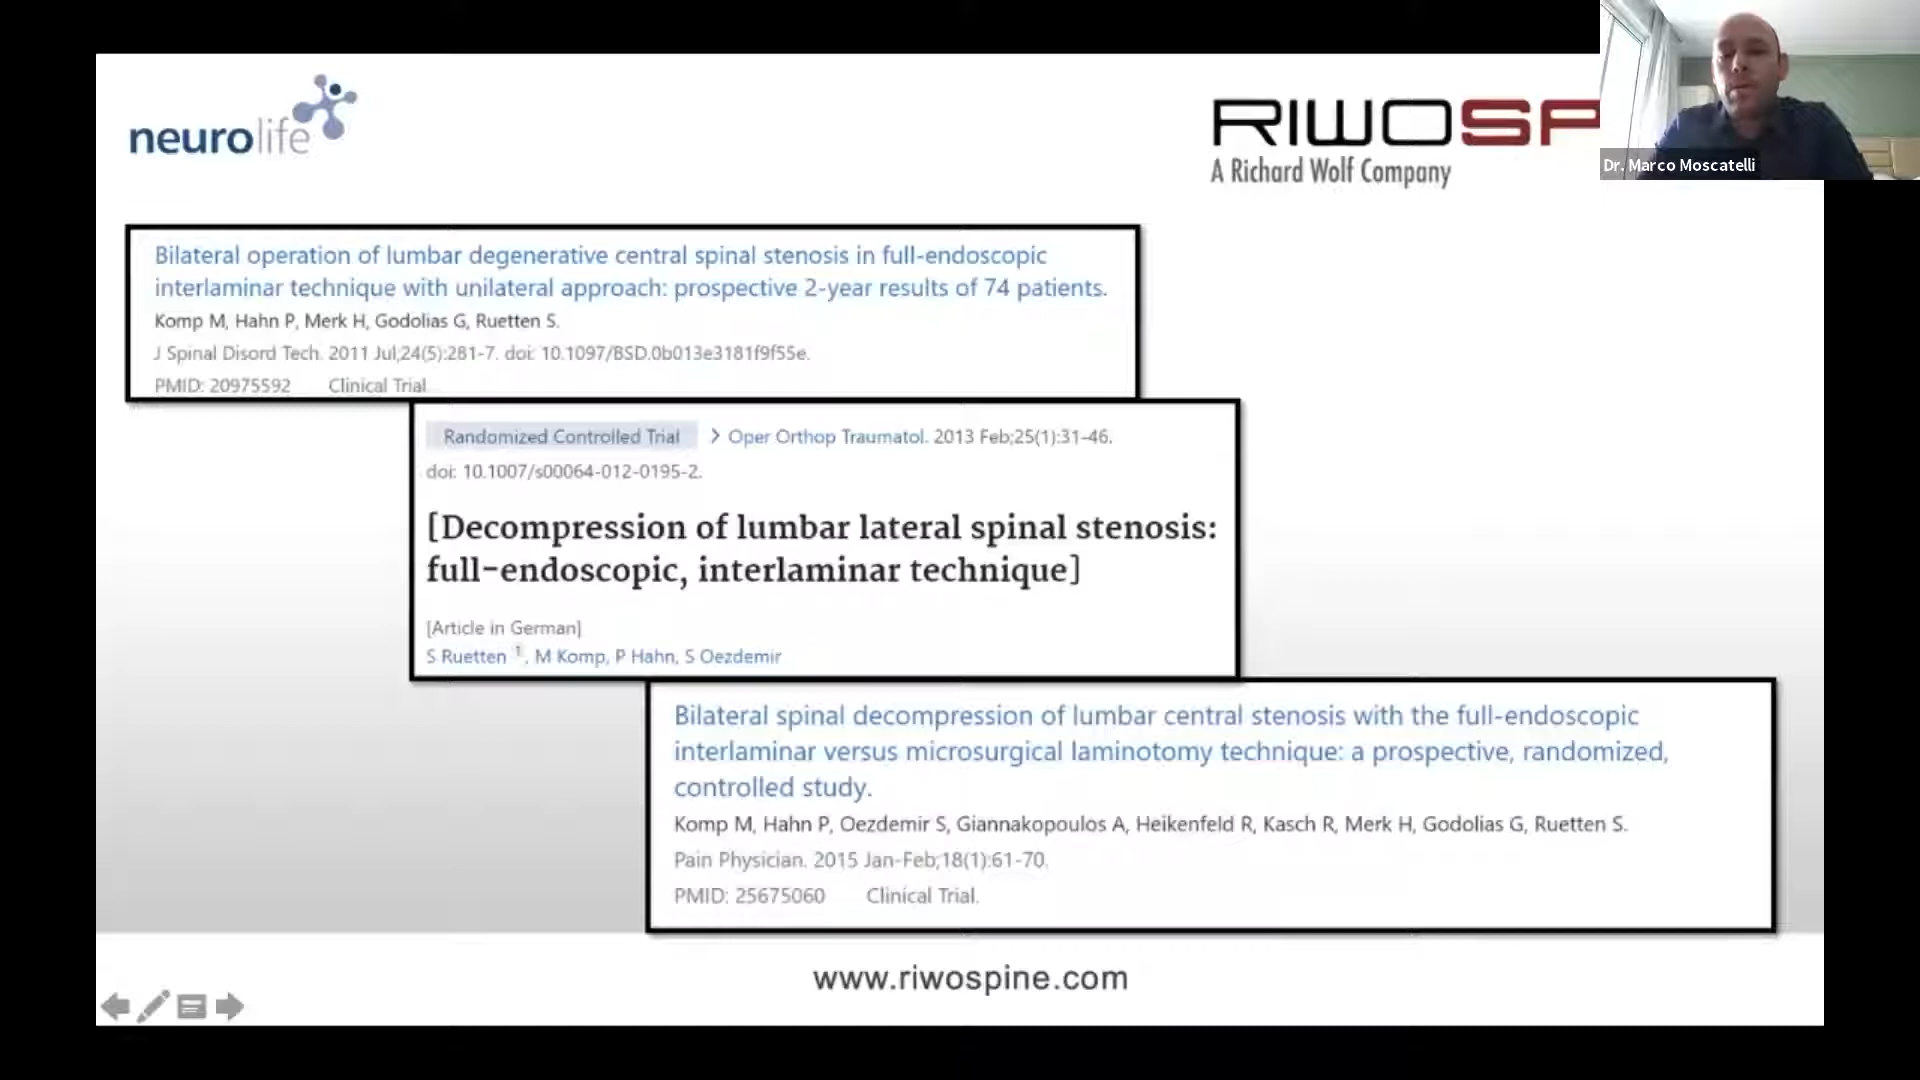 neurolife
RIWOSP
A Richard Wolf Company
Dr. Marco Moscatelli
Bilateral operation of lumbar degenerative central spinal stenosis in full-endoscopic
interlaminar technique with unilateral approach: prospective 2-year results of 74 patients.
Komp M, Hahn P, Merk H, Godolias G, Ruetten S.
J Spinal Disord Tech. 2011 Jul;24(5):281-7. doi: 10.1097/BSD.0b013e3181f9f55e.
PMID: 20975592 Clinical Trial
Randomized Controlled Trial > Oper Orthop Traumatol. 2013 Feb;25(1):31-46.
doi: 10.1007/s00064-012-0195-2.
[Decompression of lumbar lateral spinal stenosis:
full-endoscopic, interlaminar technique]
[Article in German]
S Ruetten 1, M Komp, P Hahn, S Oezdemir
Bilateral spinal decompression of lumbar central stenosis with the full-endoscopic
interlaminar versus microsurgical laminotomy technique: a prospective, randomized,
controlled study.
Komp M, Hahn P, Oezdemir S, Giannakopoulos A, Heikenfeld R, Kasch R, Merk H, Godolias G, Ruetten S.
Pain Physician. 2015 Jan-Feb;18(1):61-70.
PMID: 25675060 Clinical Trial.
www.riwospine.com